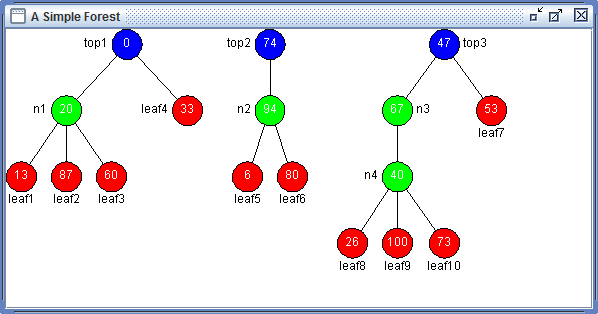 A Simple Forest
top1 0 top2 74 47 top3
n1 20 leaf4 33 n2 94 67 n3 53
leaf7
13 87 60 6 80 n4 40
leaf1 leaf2 leaf3 leaf5 leaf6
26 100 73
leaf8 leaf9 leaf10